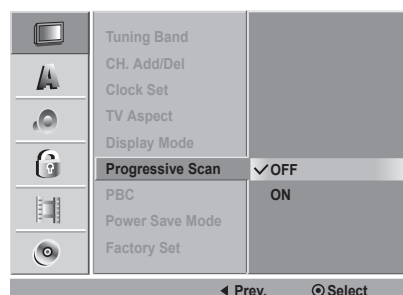 Tuning Band
CH. Add/Del
Clock Set
TV Aspect
Display Mode
Progressive Scan
OFF
PBC
ON
Power Save Mode
Factory Set
Prev. Select